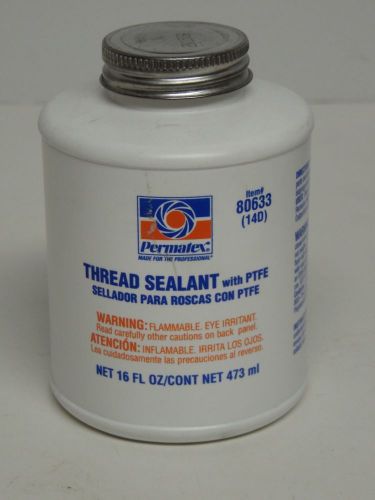 Item#
80633
(14D)
Permatex®
MADE FOR THE PROFESSIONAL®
THREAD SEALANT with PTFE
SELLADOR PARA ROSCAS CON PTFE
WARNING: FLAMMABLE. EYE IRRITANT.
Read carefully other cautions on back panel.
ATENCIÓN: INFLAMABLE. IRRITA LOS OJOS.
Lea cuidadosamente las precauciones al reverso.
NET 16 FL OZ/CONT NET 473 ml